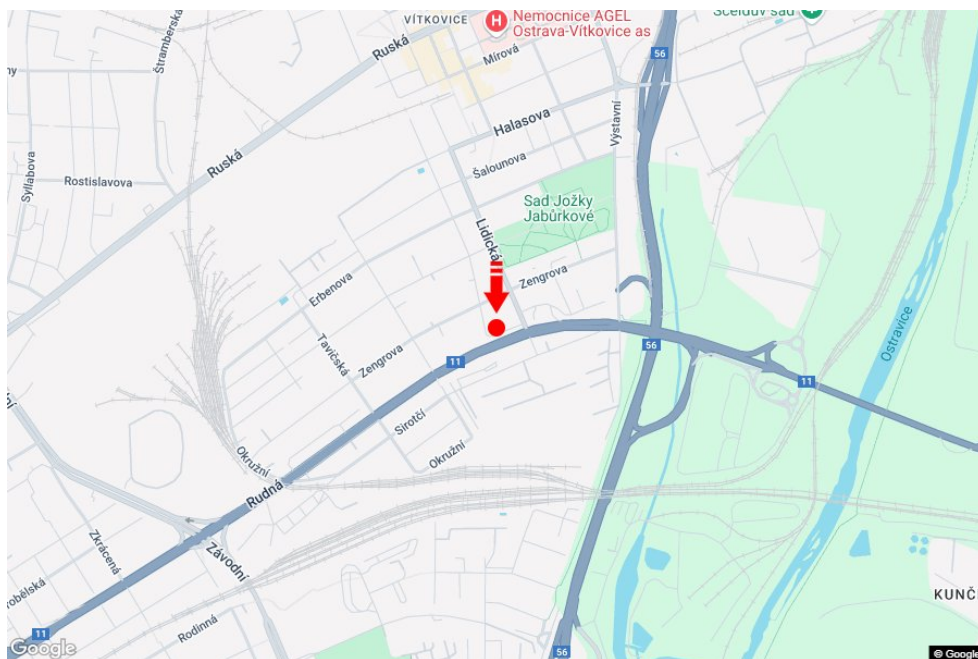 VÍTKOVICE
Nemocnice AGEL
Ostrava-Vítkovice as
H
Štramberská
Ruská
Mírová
56
Halasova
Výstavní
Šalounova
Syllabova
Rostislavova
Ruská
Sad Jožky
Jabůrkové
Lidická
Zengrova
Erbenova
Tavičská
Zengrova
11
56
11
Ostravice
Sirotčí
Okružní
Okružní
Rudná
Závodní
Zkrácená
Rodinná
11
56
KUNČ
Google
© Google